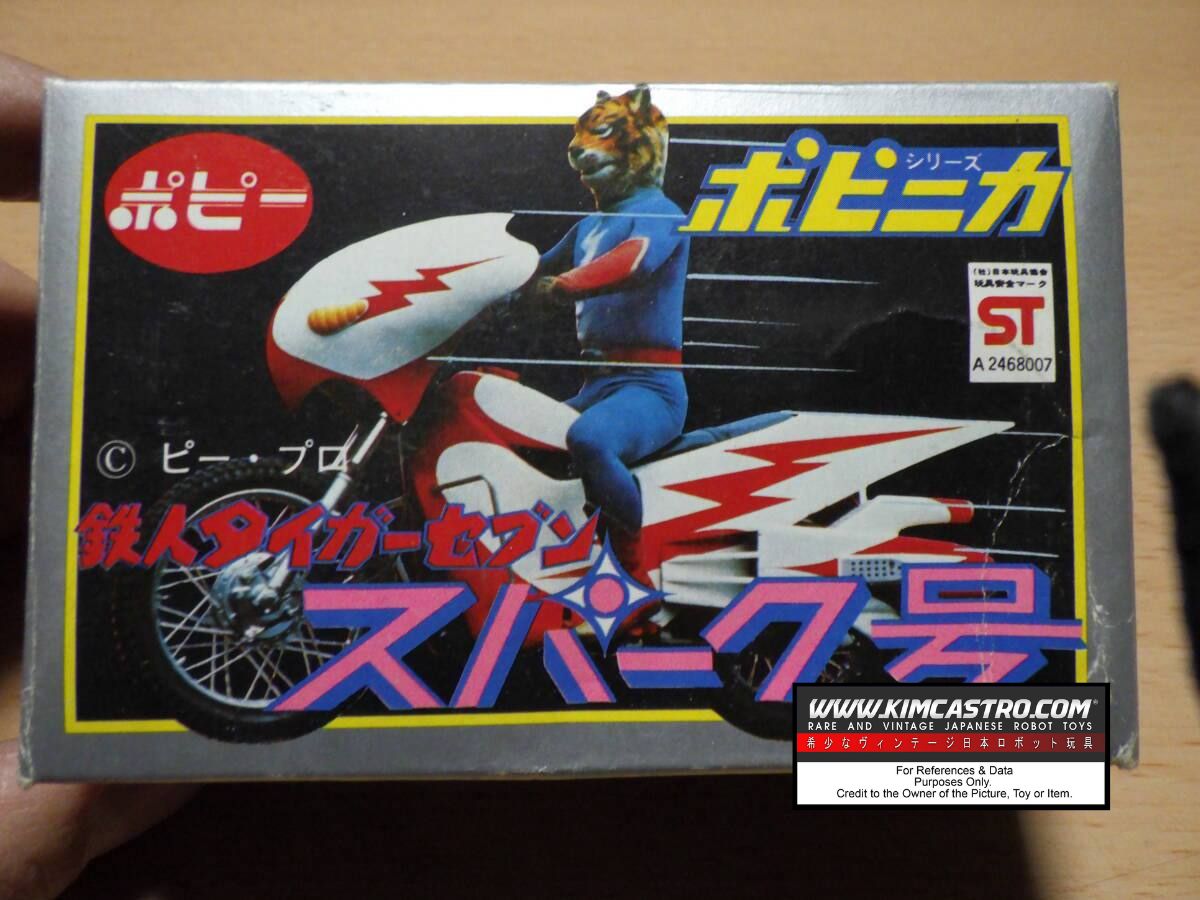 ポピー
シリーズ
ポピニカ
(社)日本玩具協会
玩具安全マーク
ST
A 2468007
© ピー・プロ
鉄人タイガーセブン
スパーク号
WWW.KIMCASTRO.COM®
RARE AND VINTAGE JAPANESE ROBOT TOYS
希少なヴィンテージ日本ロボット玩具
For References & Data
Purposes Only.
Credit to the Owner of the Picture, Toy or Item.